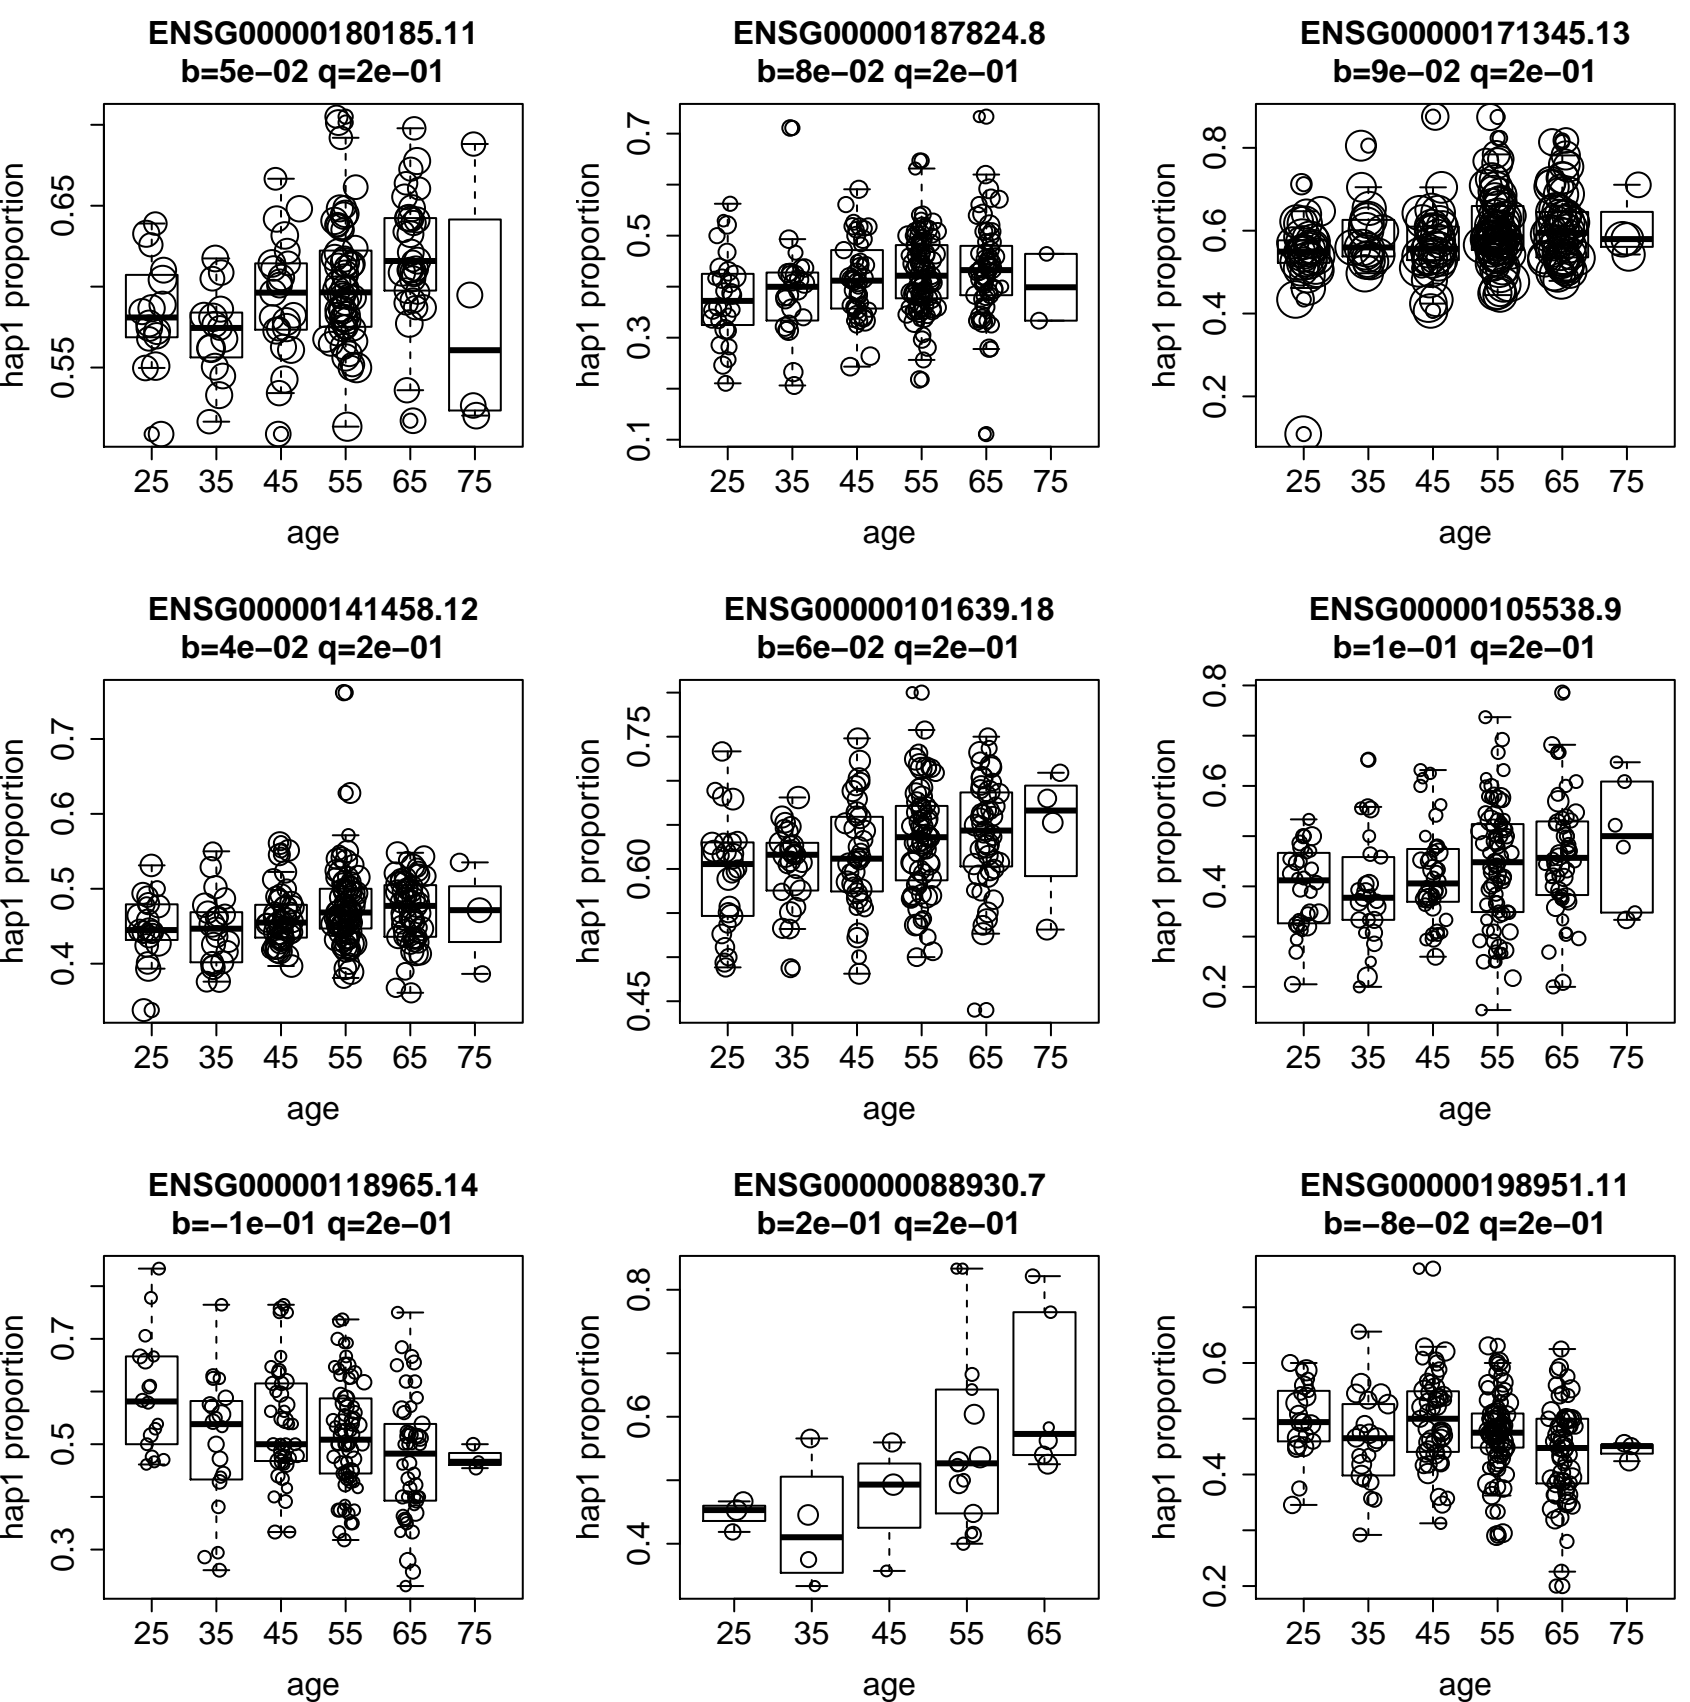 ENSG00000180185.11
b=5e−02 q=2e−01
hap1 proportion
0.55 0.65
25 35 45 55 65 75
age
ENSG00000187824.8
b=8e−02 q=2e−01
hap1 proportion
0.1 0.3 0.5 0.7
25 35 45 55 65 75
age
ENSG00000171345.13
b=9e−02 q=2e−01
hap1 proportion
0.2 0.4 0.6 0.8
25 35 45 55 65 75
age
ENSG00000141458.12
b=4e−02 q=2e−01
hap1 proportion
0.4 0.5 0.6 0.7
25 35 45 55 65 75
age
ENSG00000101639.18
b=6e−02 q=2e−01
hap1 proportion
0.45 0.60 0.75
25 35 45 55 65 75
age
ENSG00000105538.9
b=1e−01 q=2e−01
hap1 proportion
0.2 0.4 0.6 0.8
25 35 45 55 65 75
age
ENSG00000118965.14
b=−1e−01 q=2e−01
hap1 proportion
0.3 0.5 0.7
25 35 45 55 65 75
age
ENSG00000088930.7
b=2e−01 q=2e−01
hap1 proportion
0.4 0.6 0.8
25 35 45 55 65
age
ENSG00000198951.11
b=−8e−02 q=2e−01
hap1 proportion
0.2 0.4 0.6
25 35 45 55 65 75
age